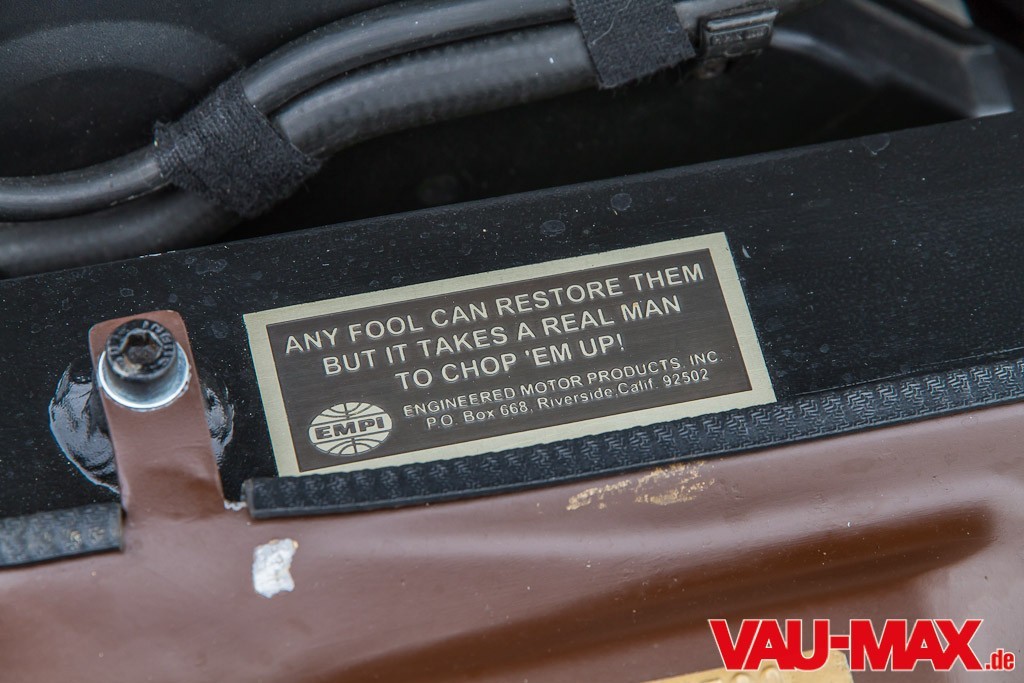 ANY FOOL CAN RESTORE THEM
BUT IT TAKES A REAL MAN
TO CHOP 'EM UP!
EMPI
ENGINEERED MOTOR PRODUCTS, INC.
P.O. Box 668, Riverside, Calif. 92502
VAU-MAX.de